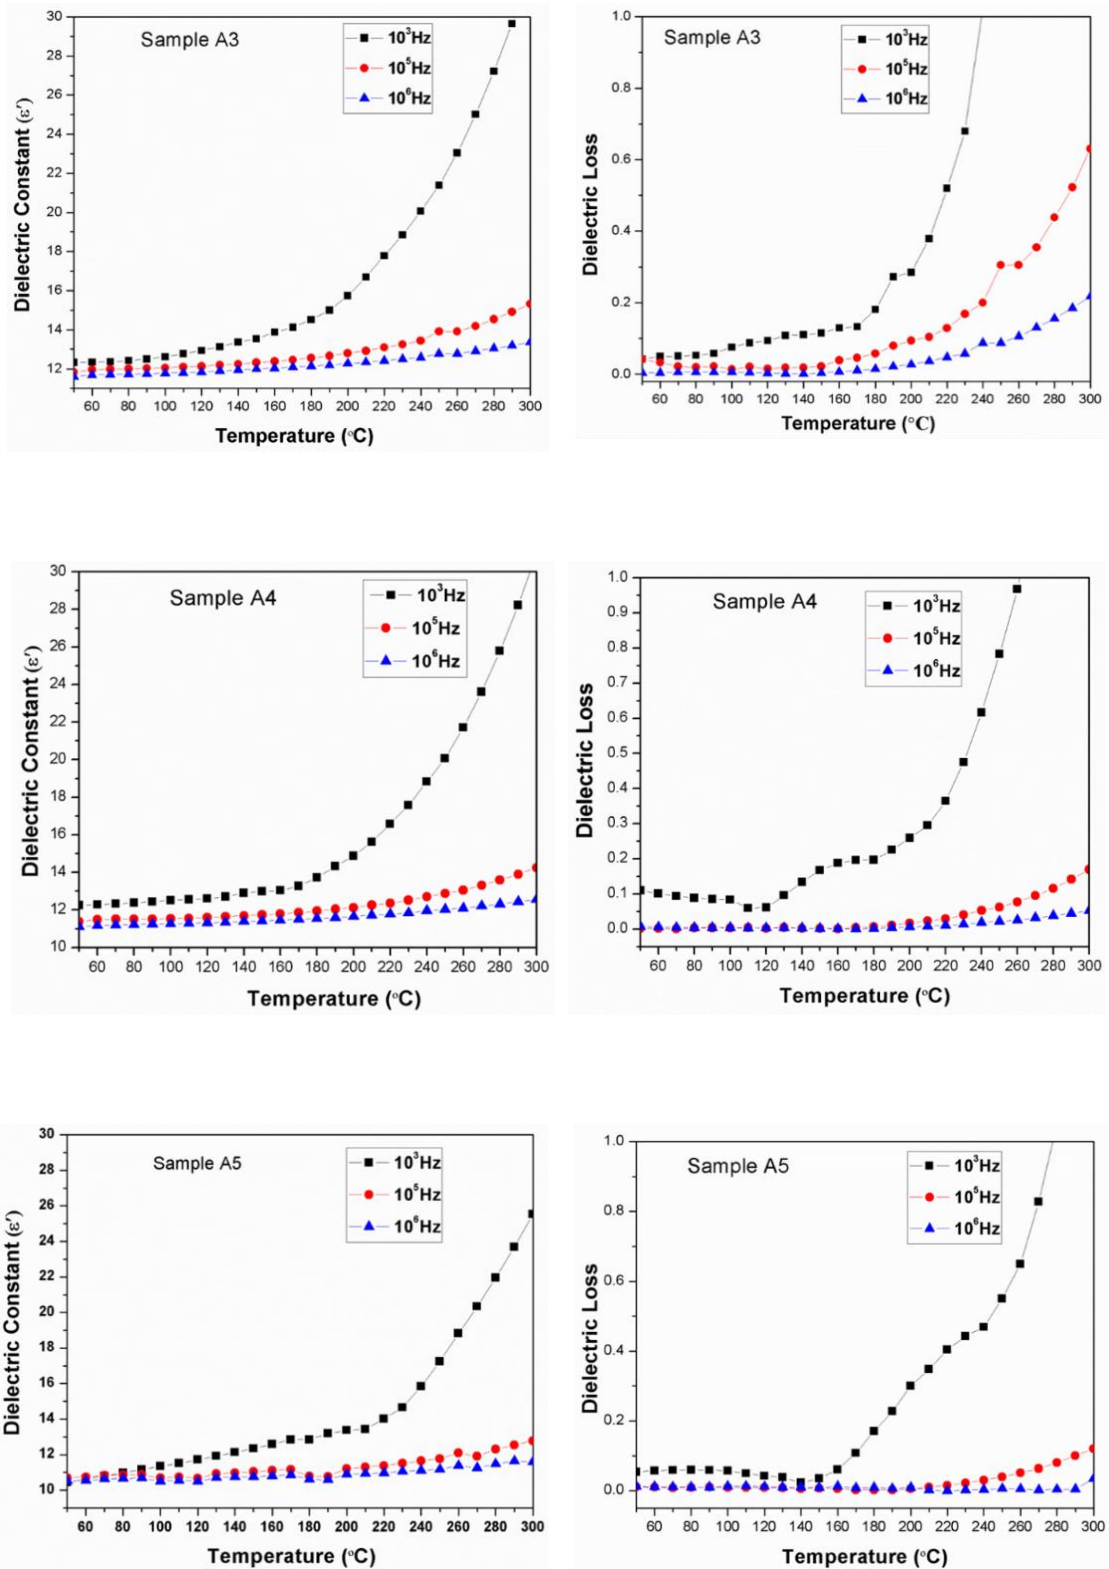 Sample A3
10³Hz
10⁵Hz
10⁶Hz
Dielectric Constant (ε′)
30
28
26
24
22
20
18
16
14
12
60 80 100 120 140 160 180 200 220 240 260 280 300
Temperature (°C)
Sample A3
10³Hz
10⁵Hz
10⁶Hz
Dielectric Loss
1.0
0.8
0.6
0.4
0.2
0.0
60 80 100 120 140 160 180 200 220 240 260 280 300
Temperature (°C)
Sample A4
10³Hz
10⁵Hz
10⁶Hz
Dielectric Constant (ε′)
30
28
26
24
22
20
18
16
14
12
10
60 80 100 120 140 160 180 200 220 240 260 280 300
Temperature (°C)
Sample A4
10³Hz
10⁵Hz
10⁶Hz
Dielectric Loss
1.0
0.9
0.8
0.7
0.6
0.5
0.4
0.3
0.2
0.1
0.0
60 80 100 120 140 160 180 200 220 240 260 280 300
Temperature (°C)
Sample A5
10³Hz
10⁵Hz
10⁶Hz
Dielectric Constant (ε′)
30
28
26
24
22
20
18
16
14
12
10
60 80 100 120 140 160 180 200 220 240 260 280 300
Temperature (°C)
Sample A5
10³Hz
10⁵Hz
10⁶Hz
Dielectric Loss
1.0
0.8
0.6
0.4
0.2
0.0
60 80 100 120 140 160 180 200 220 240 260 280 300
Temperature (°C)